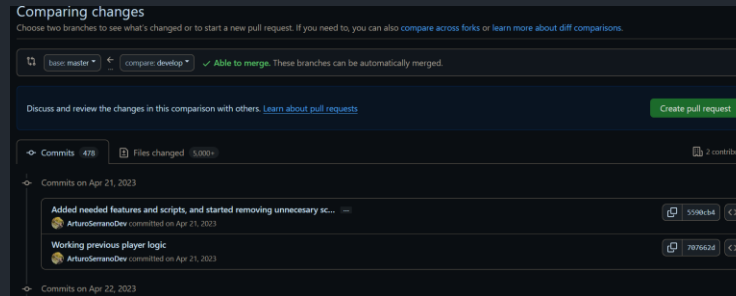 Comparing changes
Choose two branches to see what's changed or to start a new pull request. If you need to, you can also compare across forks or learn more about diff comparisons.
base: master ← compare: develop ✓ Able to merge. These branches can be automatically merged.
Discuss and review the changes in this comparison with others. Learn about pull requests
Create pull request
Commits 478 Files changed 5,000+ 2 contribu
Commits on Apr 21, 2023
Added needed features and scripts, and started removing unnecesary sc... 5590cb4
ArturoSerranoDev committed on Apr 21, 2023
Working previous player logic 707662d
ArturoSerranoDev committed on Apr 21, 2023
Commits on Apr 22, 2023